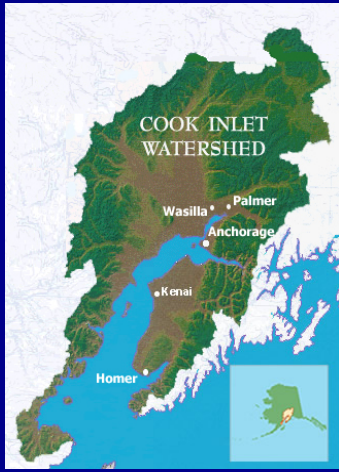 COOK INLET
WATERSHED
Wasilla
Palmer
Anchorage
Kenai
Homer